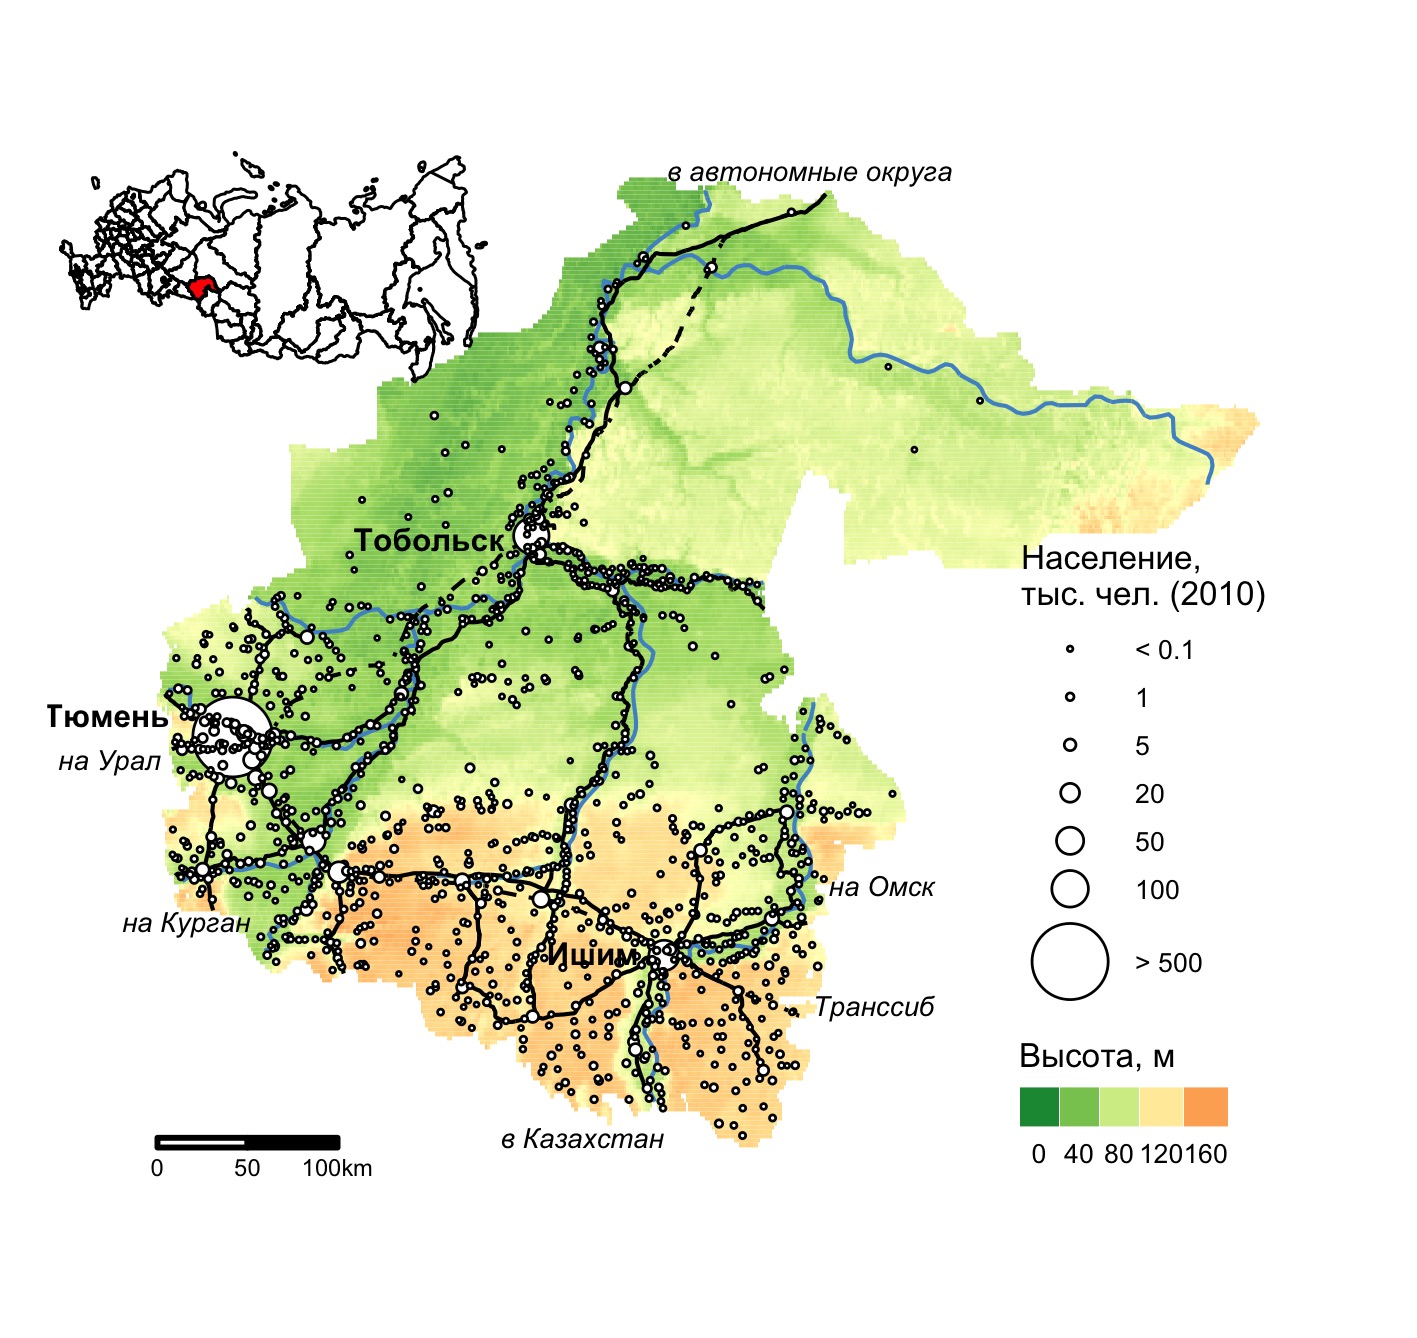 в автономные округа
Тобольск
Население,
тыс. чел. (2010)
< 0.1
1
5
20
50
100
> 500
Тюмень
на Урал
на Омск
на Курган
Ишим
Транссиб
в Казахстан
Высота, м
0 40 80 120 160
0 50 100km